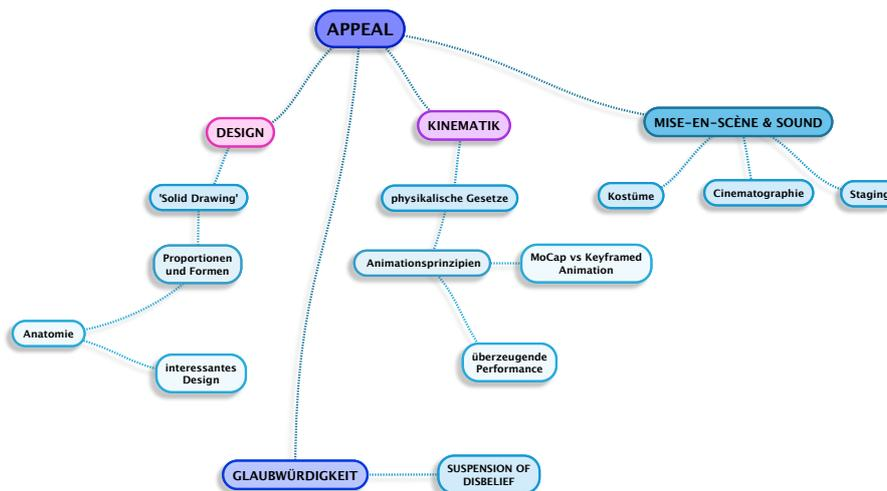 APPEAL
DESIGN
KINEMATIK
MISE-EN-SCÈNE & SOUND
'Solid Drawing'
physikalische Gesetze
Kostüme
Cinematographie
Staging
Proportionen
und Formen
Animationsprinzipien
MoCap vs Keyframed
Animation
Anatomie
interessantes
Design
überzeugende
Performance
GLAUBWÜRDIGKEIT
SUSPENSION OF
DISBELIEF